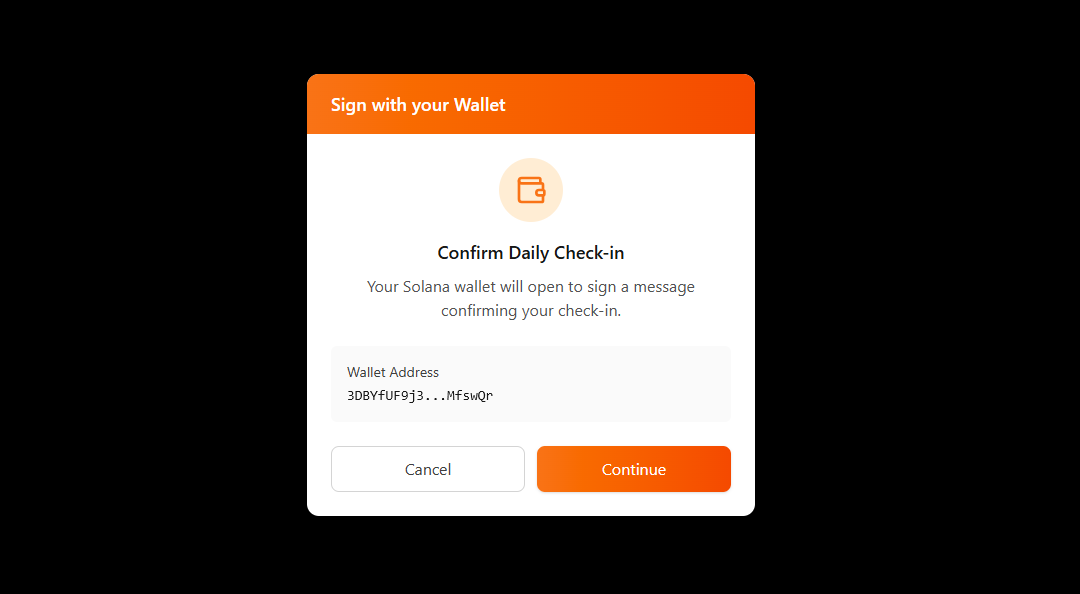 Sign with your Wallet
Confirm Daily Check-in
Your Solana wallet will open to sign a message
confirming your check-in.
Wallet Address
3DBYfUF9j3...MfswQr
Cancel
Continue